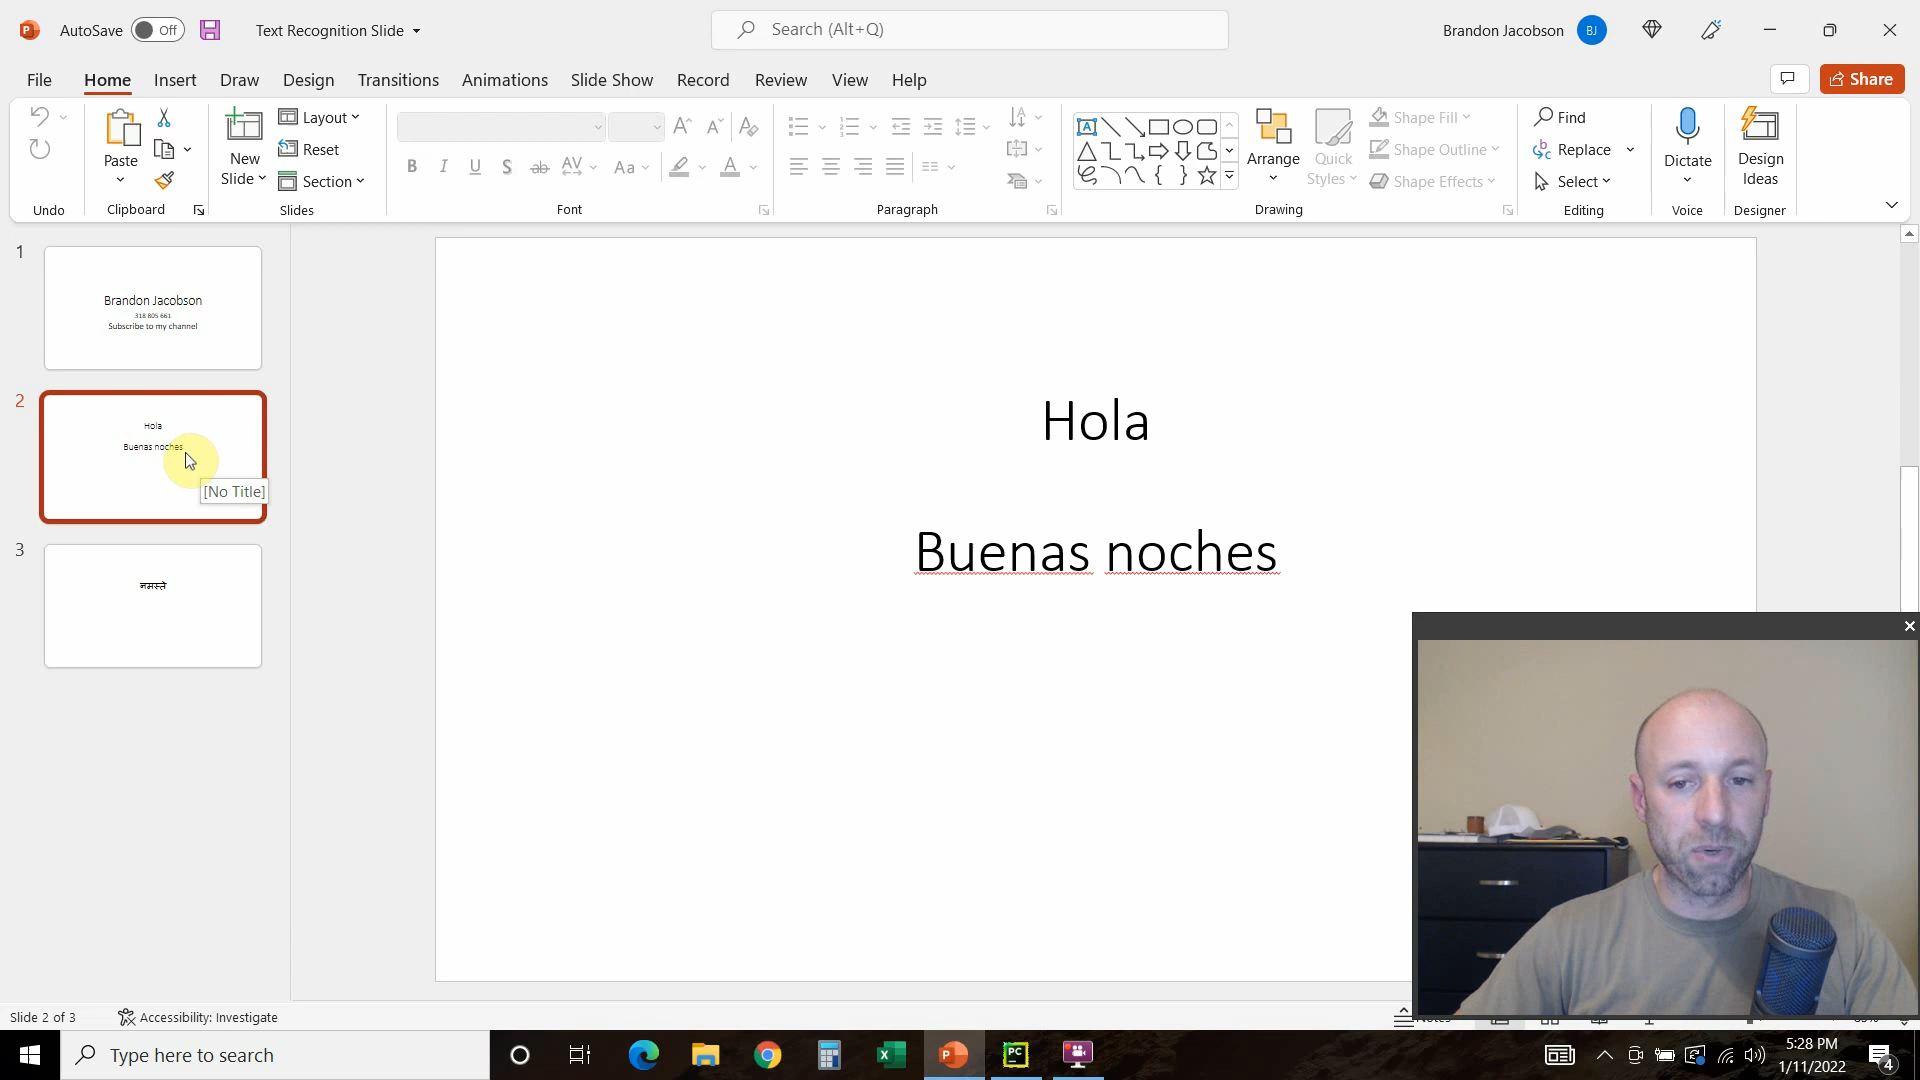 AutoSave Off Text Recognition Slide Search (Alt+Q) Brandon Jacobson BJ
File Home Insert Draw Design Transitions Animations Slide Show Record Review View Help Share
Paste
New Slide
Layout
Reset
Section
Find
Replace
Select
Shape Fill
Shape Outline
Shape Effects
Arrange
Quick Styles
Dictate
Design Ideas
Undo Clipboard Slides Font Paragraph Drawing Editing Voice Designer
1
Brandon Jacobson
318 805 661
Subscribe to my channel
2
Hola
Buenas noches
[No Title]
3
नमस्ते
Hola
Buenas noches
Slide 2 of 3 Accessibility: Investigate
Type here to search
5:28 PM
1/11/2022
4